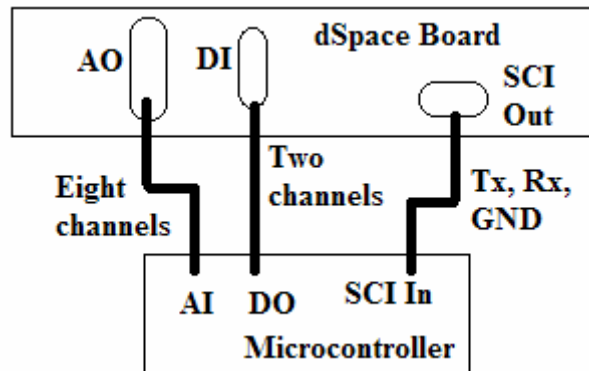 dSpace Board
AO
DI
SCI
Out
Eight
channels
Two
channels
Tx, Rx,
GND
AI
DO
SCI In
Microcontroller